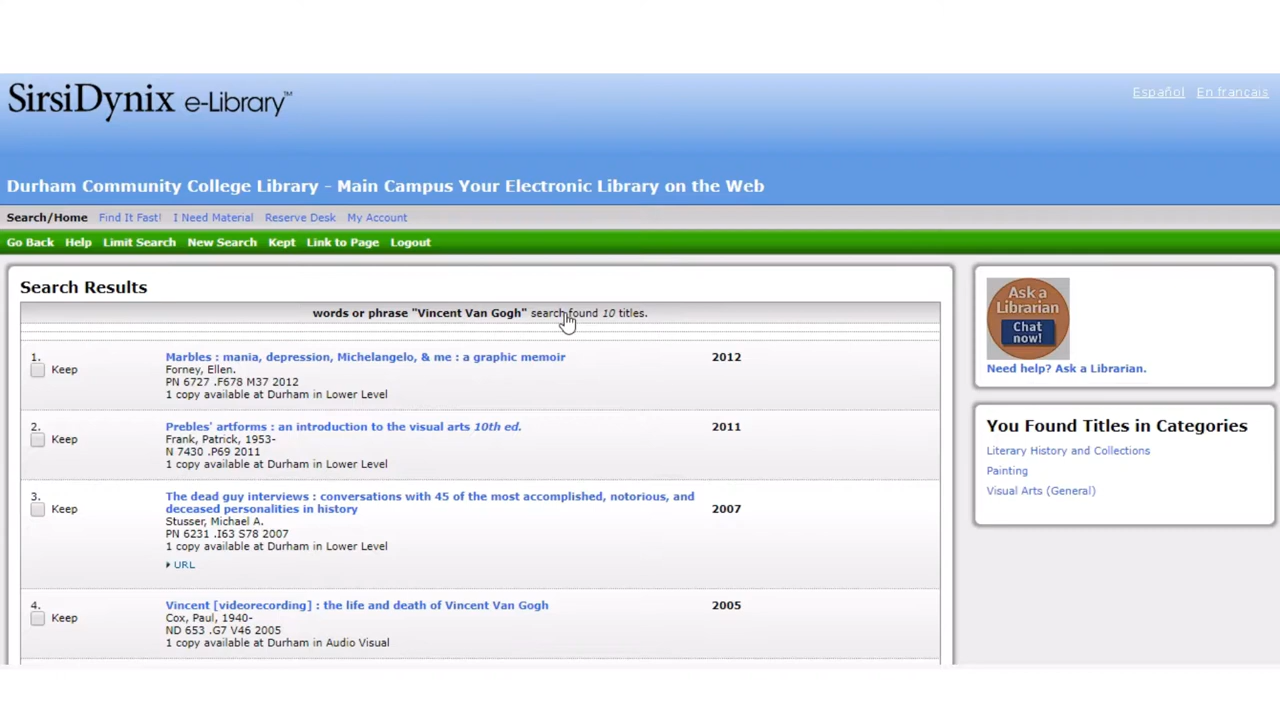 SirsiDynix e-Library™
Español En français
Durham Community College Library - Main Campus Your Electronic Library on the Web
Search/Home Find It Fast! I Need Material Reserve Desk My Account
Go Back Help Limit Search New Search Kept Link to Page Logout
Search Results
words or phrase "Vincent Van Gogh" search found 10 titles.
1. Marbles : mania, depression, Michelangelo, & me : a graphic memoir 2012
Keep Forney, Ellen.
PN 6727 .F678 M37 2012
1 copy available at Durham in Lower Level
2. Prebles' artforms : an introduction to the visual arts 10th ed. 2011
Keep Frank, Patrick, 1953-
N 7430 .P69 2011
1 copy available at Durham in Lower Level
3. The dead guy interviews : conversations with 45 of the most accomplished, notorious, and
deceased personalities in history 2007
Keep Stusser, Michael A.
PN 6231 .I63 S78 2007
1 copy available at Durham in Lower Level
URL
4. Vincent [videorecording] : the life and death of Vincent Van Gogh 2005
Keep Cox, Paul, 1940-
ND 653 .G7 V46 2005
1 copy available at Durham in Audio Visual
Ask a
Librarian
Chat
now!
Need help? Ask a Librarian.
You Found Titles in Categories
Literary History and Collections
Painting
Visual Arts (General)